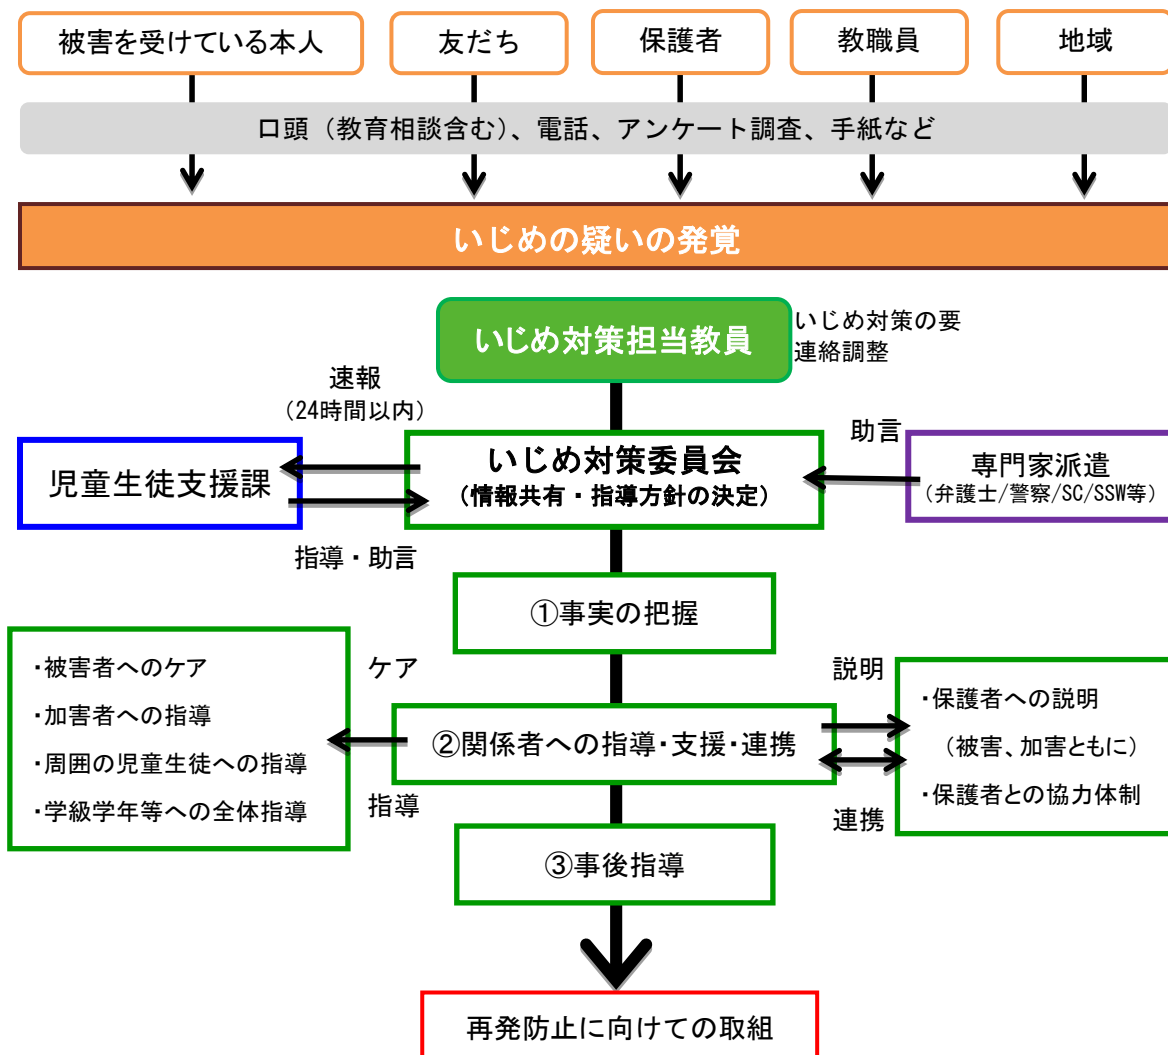 被害を受けている本人
友だち
保護者
教職員
地域
口頭（教育相談含む）、電話、アンケート調査、手紙など
いじめの疑いの発覚
いじめ対策担当教員
いじめ対策の要
連絡調整
速報
（24時間以内）
児童生徒支援課
いじめ対策委員会
（情報共有・指導方針の決定）
助言
専門家派遣
（弁護士/警察/SC/SSW等）
指導・助言
①事実の把握
・被害者へのケア
・加害者への指導
・周囲の児童生徒への指導
・学級学年等への全体指導
ケア
指導
②関係者への指導・支援・連携
説明
連携
・保護者への説明
（被害、加害ともに）
・保護者との協力体制
③事後指導
再発防止に向けての取組